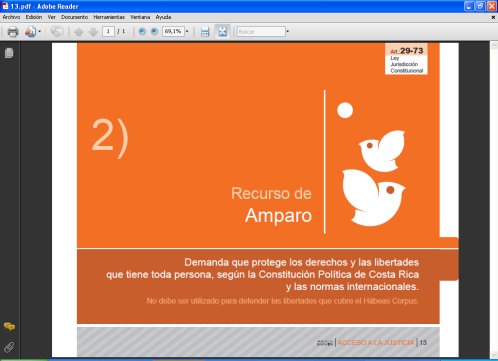 13.pdf - Adobe Reader
Archivo Edición Ver Documento Herramientas Ventana Ayuda
1 / 1 69,1% Buscar
Art. 29-73
Ley
Jurisdicción
Constitucional
2)
Recurso de
Amparo
Demanda que protege los derechos y las libertades
que tiene toda persona, según la Constitución Política de Costa Rica
y las normas internacionales.
No debe ser utilizado para defender las libertades que cubre el Hábeas Corpus.
ACCESO A LA JUSTICIA 13